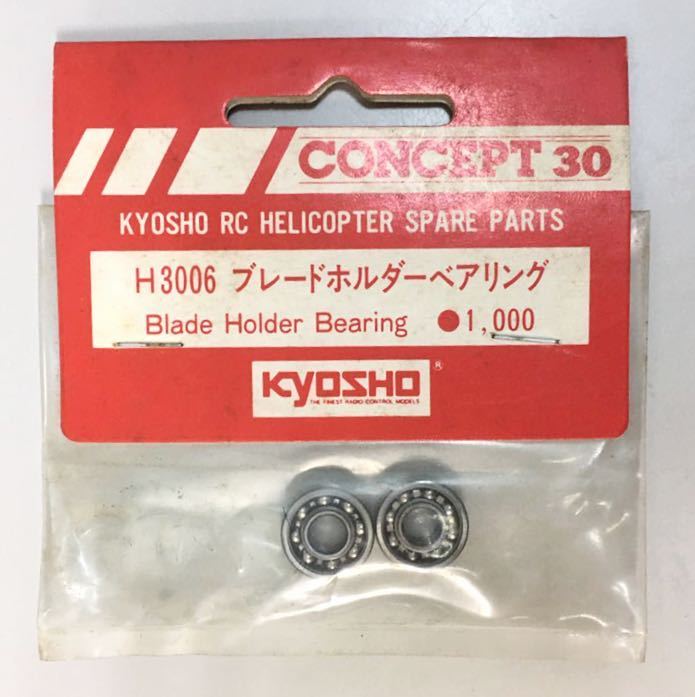 CONCEPT 30
KYOSHO RC HELICOPTER SPARE PARTS
H3006 ブレードホルダーベアリング
Blade Holder Bearing ●1,000
KYOSHO ®
THE FINEST RADIO CONTROL MODELS